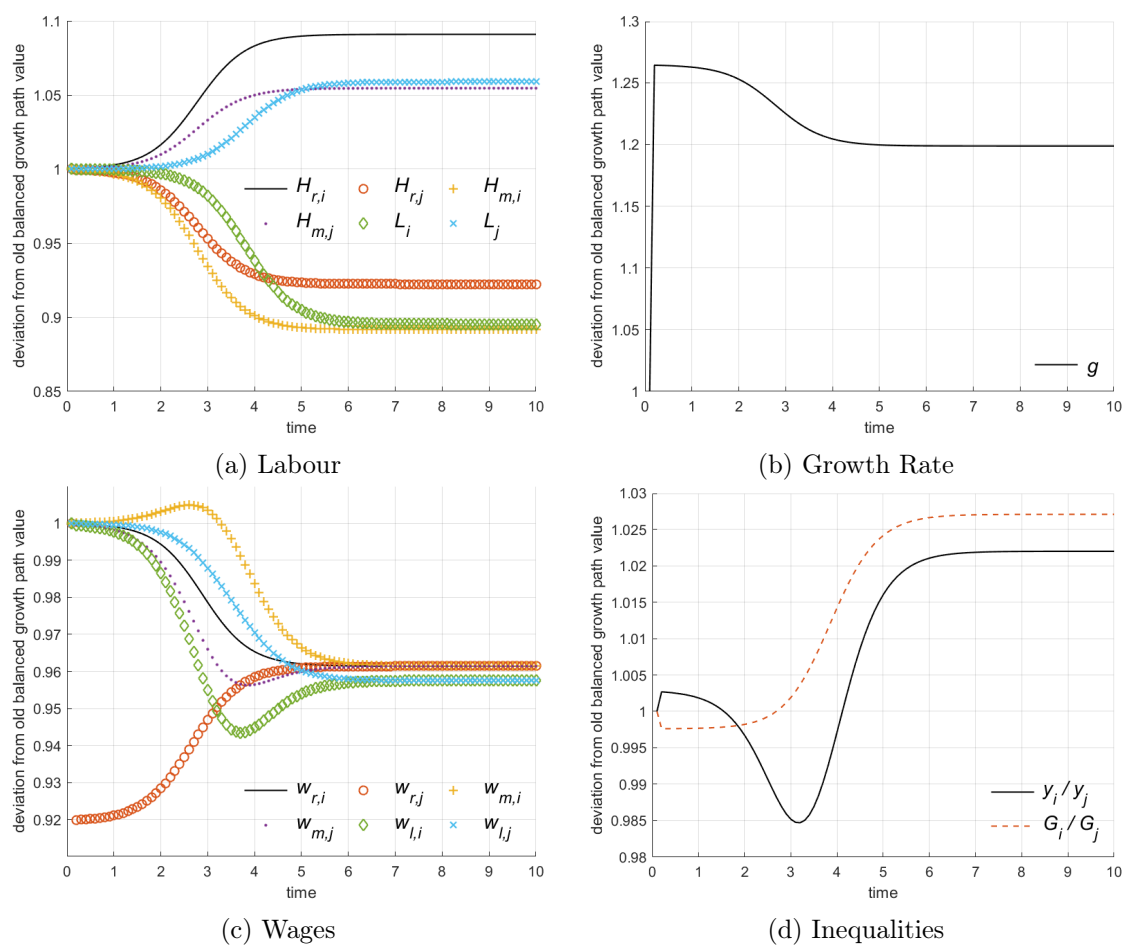 deviation from old balanced growth path value
1.1
1.05
1
0.95
0.9
0.85
H_{r,i} H_{r,j} H_{m,i}
H_{m,j} L_i L_j
0 1 2 3 4 5 6 7 8 9 10
time
(a) Labour
deviation from old balanced growth path value
1.3
1.25
1.2
1.15
1.1
1.05
1
g
0 1 2 3 4 5 6 7 8 9 10
time
(b) Growth Rate
deviation from old balanced growth path value
1
0.99
0.98
0.97
0.96
0.95
0.94
0.93
0.92
w_{r,i} w_{r,j} w_{m,i}
w_{m,j} w_{l,i} w_{l,j}
0 1 2 3 4 5 6 7 8 9 10
time
(c) Wages
deviation from old balanced growth path value
1.03
1.025
1.02
1.015
1.01
1.005
1
0.995
0.99
0.985
0.98
y_i / y_j
G_i / G_j
0 1 2 3 4 5 6 7 8 9 10
time
(d) Inequalities